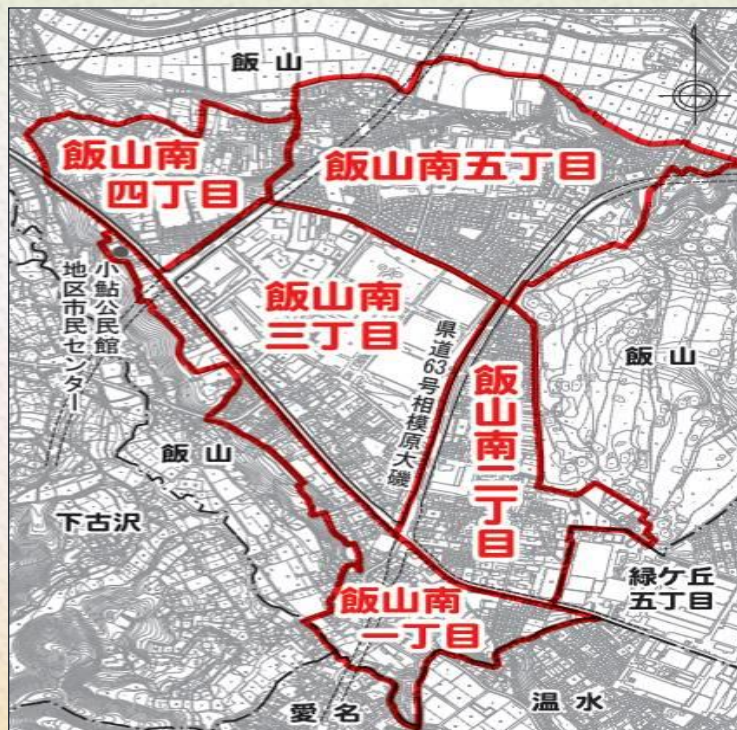 飯山
飯山南
四丁目
飯山南五丁目
小鮎公民館
地区市民センター
飯山南
三丁目
県道63号相模原大磯
飯山
飯山南二丁目
飯山
下古沢
緑ケ丘
五丁目
飯山南
一丁目
愛名
温水